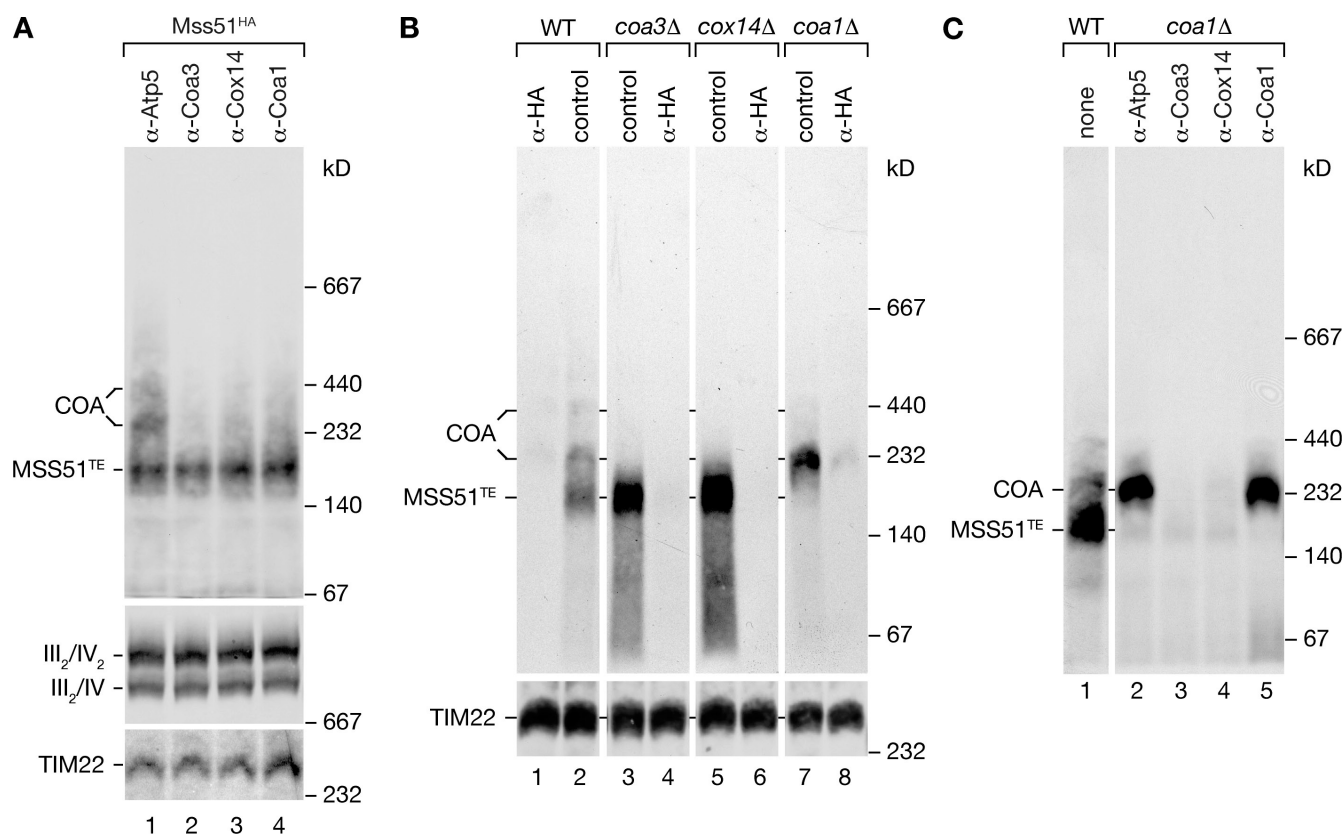 A
Mss51ᴴᴬ
α-Atp5
α-Coa3
α-Cox14
α-Coa1
kD
667
440
COA
232
MSS51ᵀᴱ
140
67
III₂/IV₂
III₂/IV
667
TIM22
232
1 2 3 4
B
WT coa3Δ cox14Δ coa1Δ
α-HA
control
control
α-HA
control
α-HA
control
α-HA
kD
667
440
COA
232
MSS51ᵀᴱ
140
67
TIM22
232
1 2 3 4 5 6 7 8
C
WT coa1Δ
none
α-Atp5
α-Coa3
α-Cox14
α-Coa1
kD
667
440
COA
232
MSS51ᵀᴱ
140
67
1 2 3 4 5